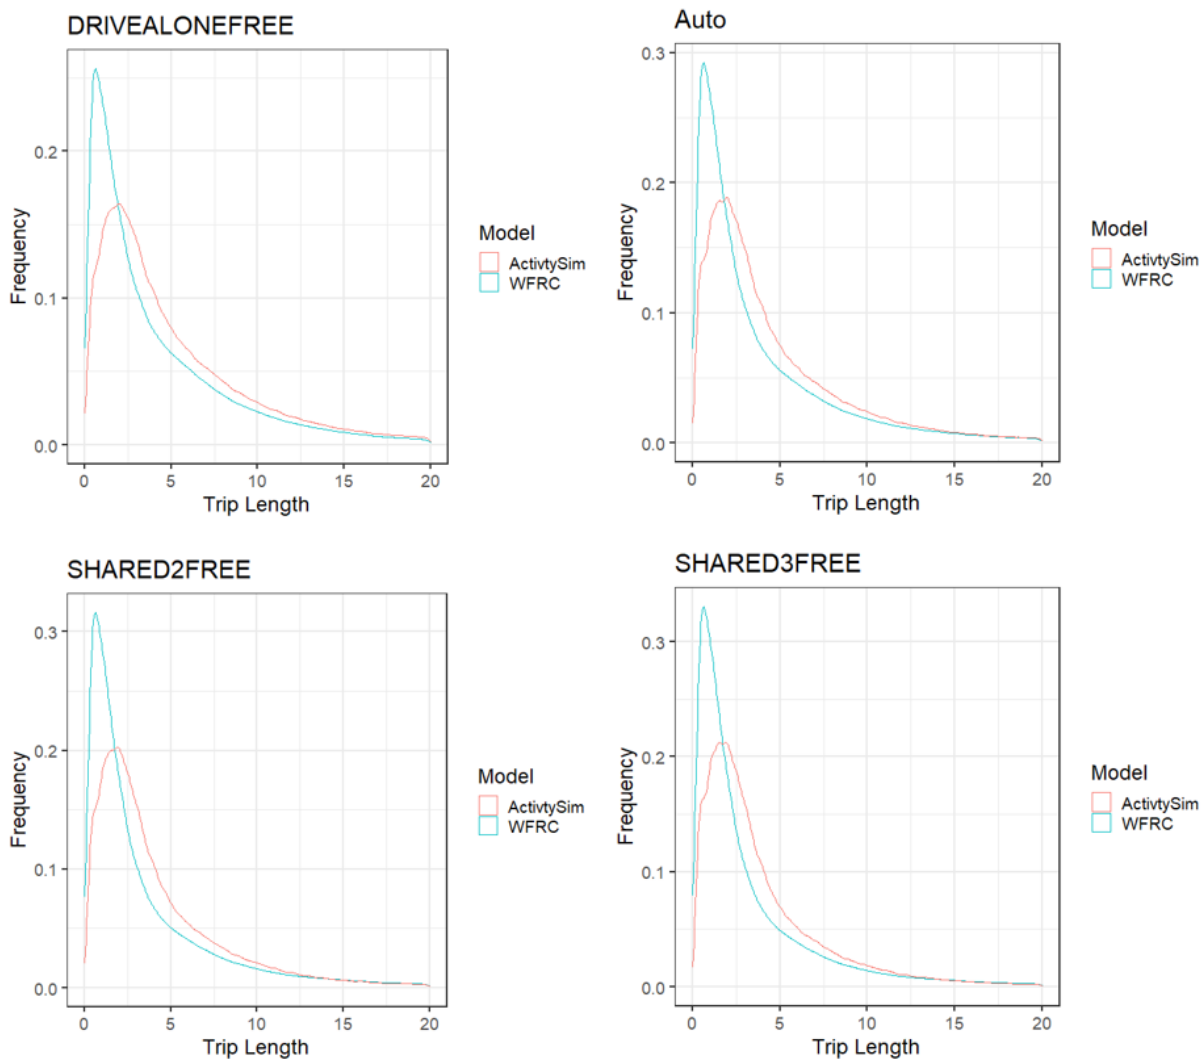 DRIVEALONEFREE
Frequency
0.2
0.1
0.0
0 5 10 15 20
Trip Length
Model
ActivtySim
WFRC
Auto
Frequency
0.3
0.2
0.1
0.0
0 5 10 15 20
Trip Length
Model
ActivtySim
WFRC
SHARED2FREE
Frequency
0.3
0.2
0.1
0.0
0 5 10 15 20
Trip Length
Model
ActivtySim
WFRC
SHARED3FREE
Frequency
0.3
0.2
0.1
0.0
0 5 10 15 20
Trip Length
Model
ActivtySim
WFRC